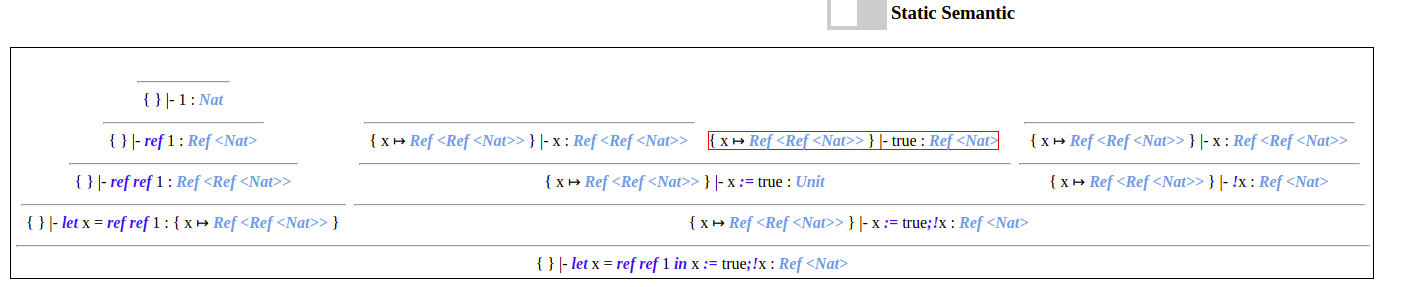 Static Semantic
{ } |- 1 : Nat
{ } |- ref 1 : Ref <Nat> { x ↦ Ref <Ref <Nat>> } |- x : Ref <Ref <Nat>> { x ↦ Ref <Ref <Nat>> } |- true : Ref <Nat> { x ↦ Ref <Ref <Nat>> } |- x : Ref <Ref <Nat>>
{ } |- ref ref 1 : Ref <Ref <Nat>> { x ↦ Ref <Ref <Nat>> } |- x := true : Unit { x ↦ Ref <Ref <Nat>> } |- !x : Ref <Nat>
{ } |- let x = ref ref 1 : { x ↦ Ref <Ref <Nat>> } { x ↦ Ref <Ref <Nat>> } |- x := true;!x : Ref <Nat>
{ } |- let x = ref ref 1 in x := true;!x : Ref <Nat>